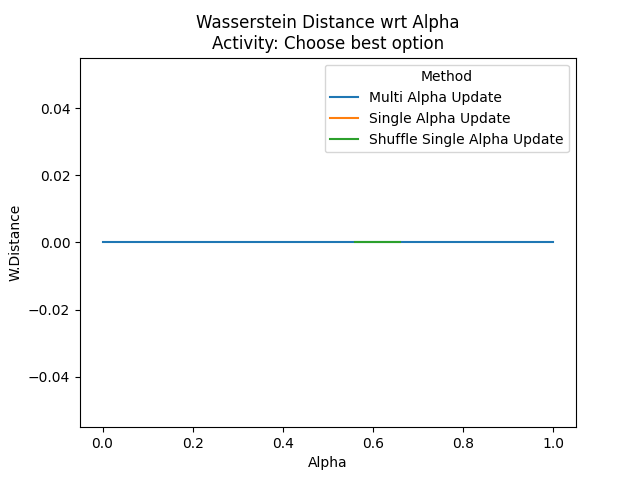 Wasserstein Distance wrt Alpha
Activity: Choose best option
Method
Multi Alpha Update
Single Alpha Update
Shuffle Single Alpha Update
W.Distance
0.04
0.02
0.00
−0.02
−0.04
0.0 0.2 0.4 0.6 0.8 1.0
Alpha